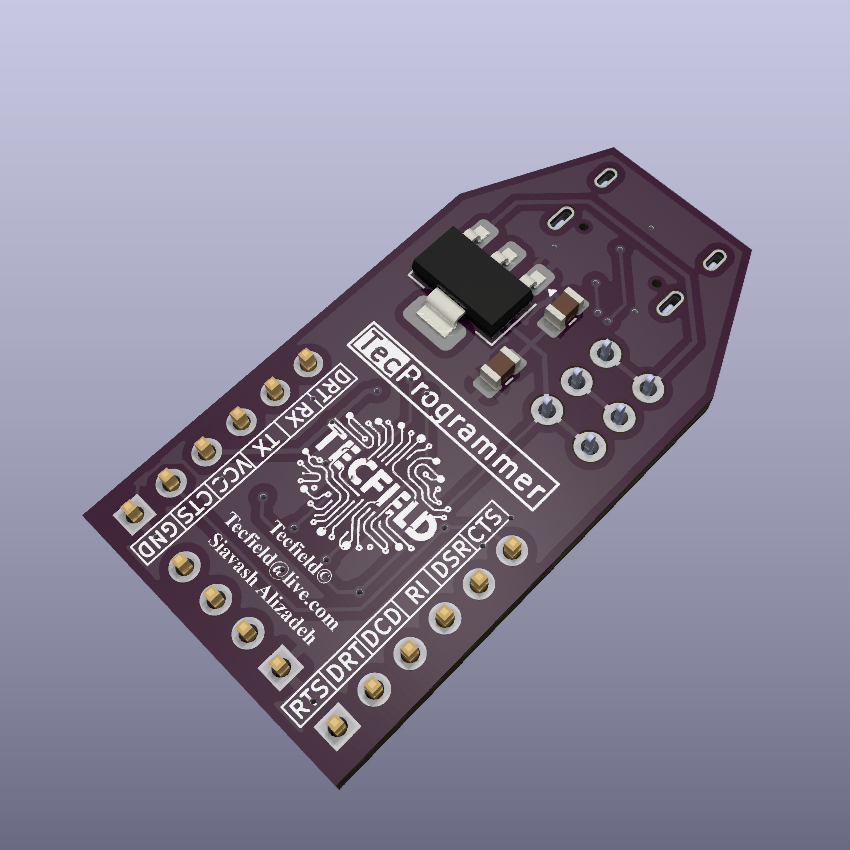 TecProgrammer
TECFIELD
DRT! RX TX VCC CTS GND
Tecfield©
Tecfield@live.com
Siavash Alizadeh
RTS DRT DCD RI DSR CTS